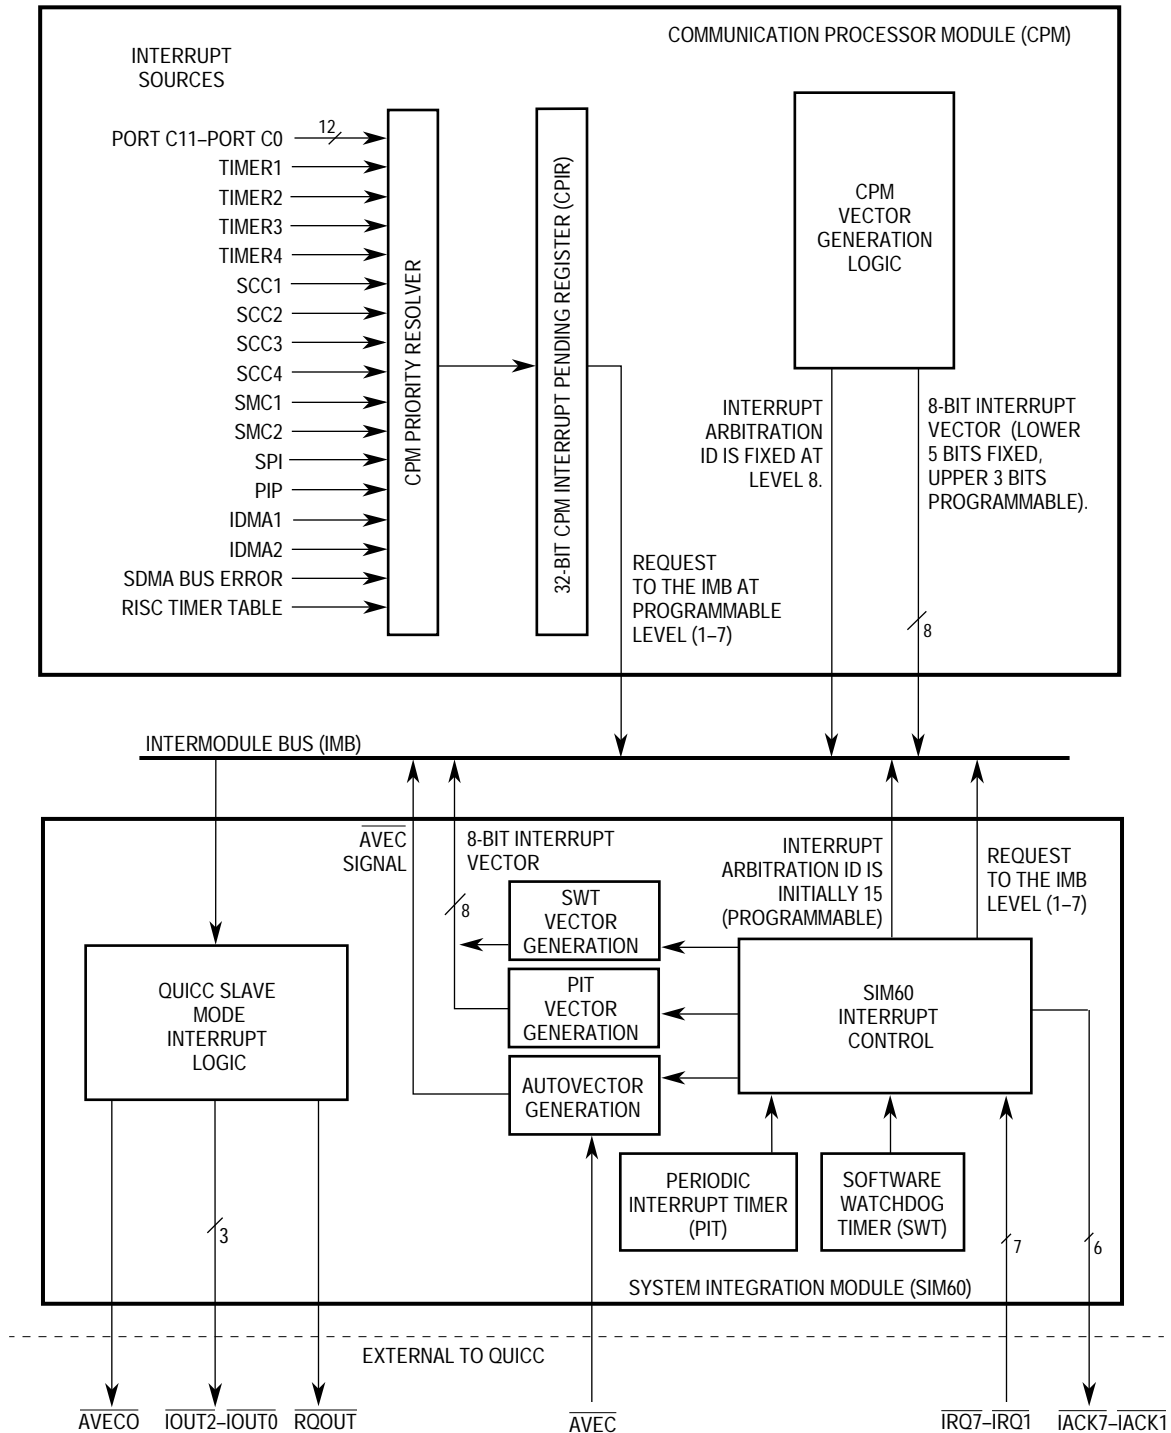 COMMUNICATION PROCESSOR MODULE (CPM)
INTERRUPT
SOURCES
PORT C11–PORT C0
12
TIMER1
TIMER2
TIMER3
TIMER4
SCC1
SCC2
SCC3
SCC4
SMC1
SMC2
SPI
PIP
IDMA1
IDMA2
SDMA BUS ERROR
RISC TIMER TABLE
CPM PRIORITY RESOLVER
32-BIT CPM INTERRUPT PENDING REGISTER (CPIR)
CPM
VECTOR
GENERATION
LOGIC
INTERRUPT
ARBITRATION
ID IS FIXED AT
LEVEL 8.
8-BIT INTERRUPT
VECTOR (LOWER
5 BITS FIXED,
UPPER 3 BITS
PROGRAMMABLE).
REQUEST
TO THE IMB AT
PROGRAMMABLE
LEVEL (1–7)
8
INTERMODULE BUS (IMB)
AVEC
SIGNAL
8-BIT INTERRUPT
VECTOR
8
INTERRUPT
ARBITRATION ID IS
INITIALLY 15
(PROGRAMMABLE)
REQUEST
TO THE IMB
LEVEL (1–7)
SWT
VECTOR
GENERATION
PIT
VECTOR
GENERATION
AUTOVECTOR
GENERATION
QUICC SLAVE
MODE
INTERRUPT
LOGIC
SIM60
INTERRUPT
CONTROL
PERIODIC
INTERRUPT TIMER
(PIT)
SOFTWARE
WATCHDOG
TIMER (SWT)
3
7
6
SYSTEM INTEGRATION MODULE (SIM60)
EXTERNAL TO QUICC
AVECO
IOUT2–IOUT0
RQOUT
AVEC
IRQ7–IRQ1
IACK7–IACK1